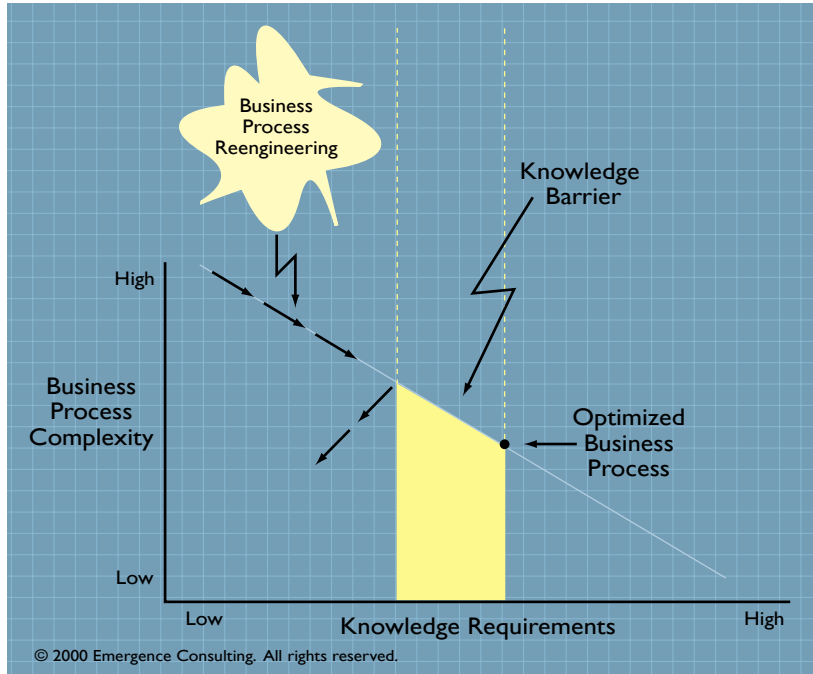 Business
Process
Reengineering
Knowledge
Barrier
High
Business
Process
Complexity
Optimized
Business
Process
Low
Low
Knowledge Requirements
High
© 2000 Emergence Consulting. All rights reserved.